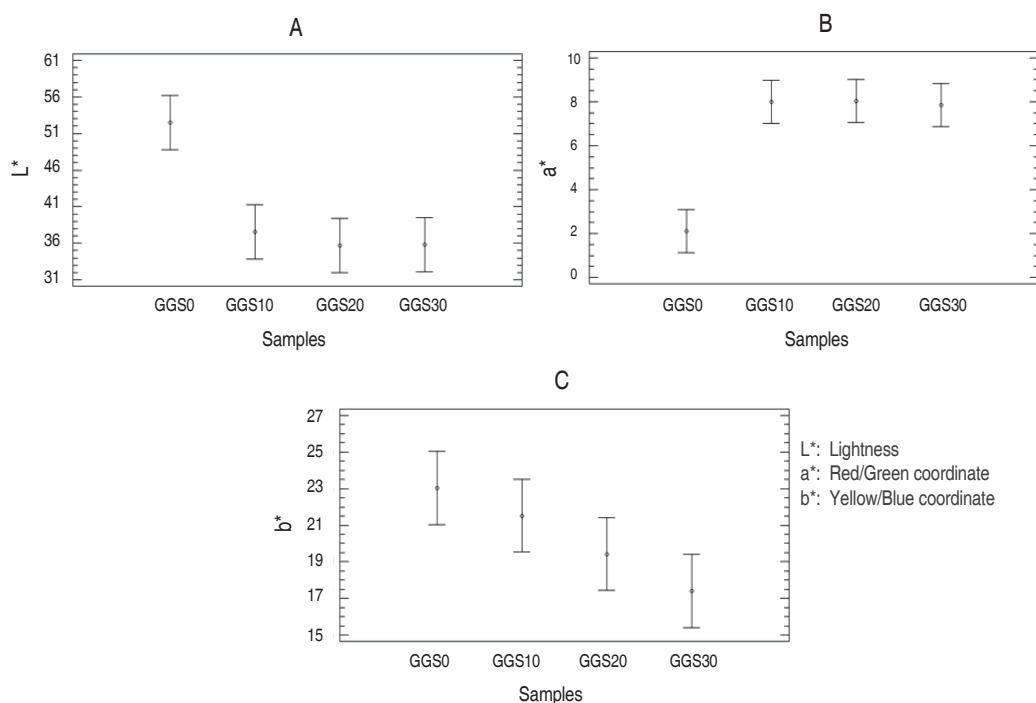 A
61
56
51
46
41
36
31
L*
GGS0 GGS10 GGS20 GGS30
Samples
B
10
8
6
4
2
0
a*
GGS0 GGS10 GGS20 GGS30
Samples
C
27
25
23
21
19
17
15
b*
GGS0 GGS10 GGS20 GGS30
Samples
L*: Lightness
a*: Red/Green coordinate
b*: Yellow/Blue coordinate